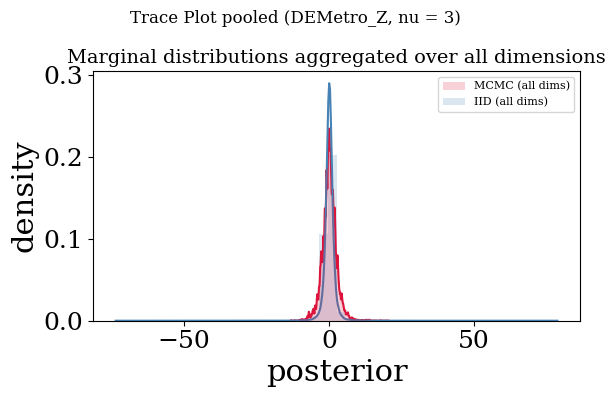 Trace Plot pooled (DEMetro_Z, nu = 3)
Marginal distributions aggregated over all dimensions
MCMC (all dims)
IID (all dims)
density
0.3
0.2
0.1
0.0
−50
0
50
posterior